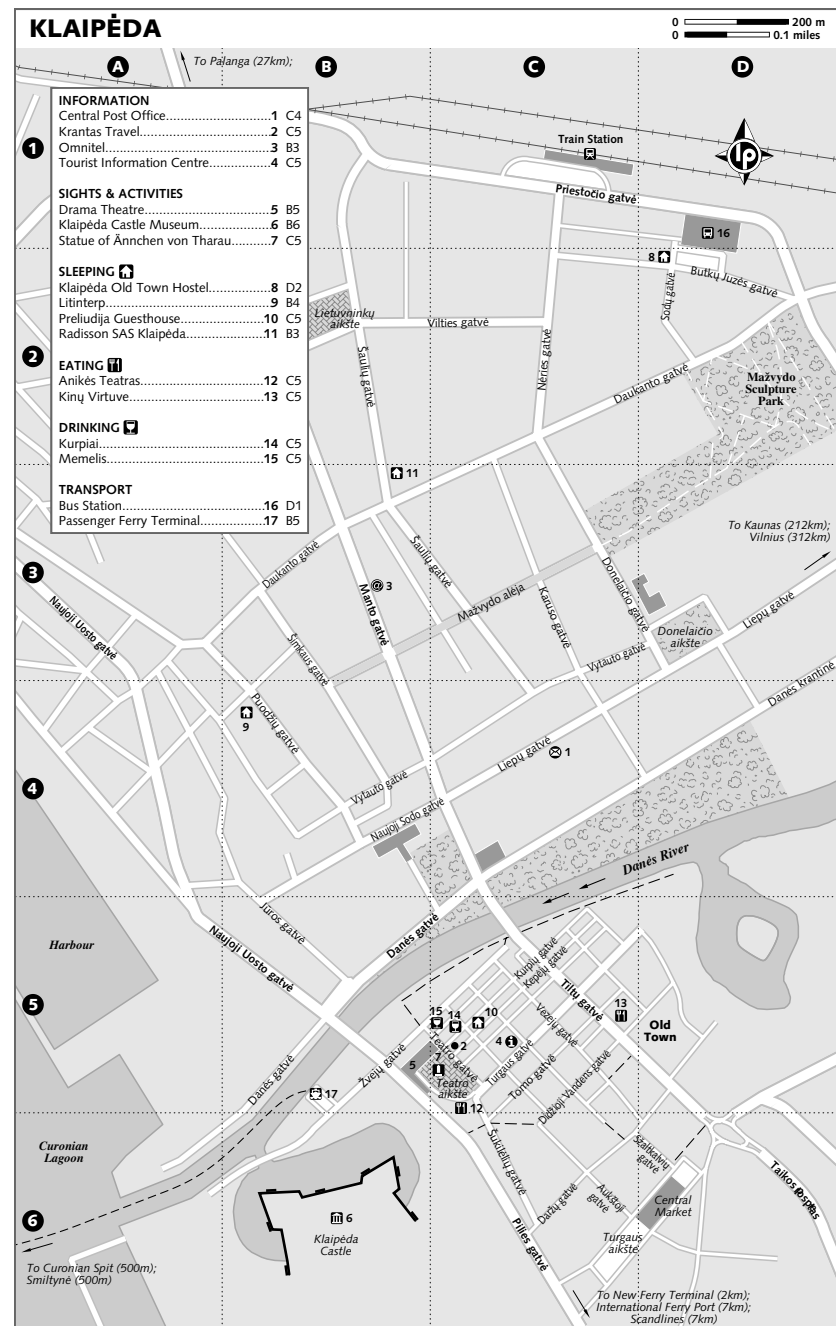 KLAIPĖDA
0 200 m
0 0.1 miles
A
B
C
D
To Palanga (27km);
INFORMATION
Central Post Office..........................1 C4
Krantas Travel................................2 C5
Omnitel..........................................3 B3
Tourist Information Centre..............4 C5
SIGHTS & ACTIVITIES
Drama Theatre................................5 B5
Klaipėda Castle Museum................6 B6
Statue of Ännchen von Tharau.......7 C5
SLEEPING
Klaipėda Old Town Hostel..............8 D2
Litinterp..........................................9 B4
Preliudija Guesthouse...................10 C5
Radisson SAS Klaipėda.................11 B3
EATING
Anikės Teatras..............................12 C5
Kinų Virtuve.................................13 C5
DRINKING
Kurpiai.........................................14 C5
Memelis.......................................15 C5
TRANSPORT
Bus Station..................................16 D1
Passenger Ferry Terminal.............17 B5
1
2
3
4
5
6
Train Station
lp
Priestočio gatvė
16
8
Butkų Juzės gatvė
Sodų gatvė
Lietuvninkų
aikštė
Vilties gatvė
Šaulių gatvė
Nėries gatvė
Daukanto gatvė
Mažvydo
Sculpture
Park
11
To Kaunas (212km);
Vilnius (312km)
Daukanto gatvė
Manto gatvė
3
Šaulių gatvė
Mažvydo alėja
Karuso gatvė
Donelaičio gatvė
Donelaičio
aikštė
Liepų gatvė
Naujoji Uosto gatvė
Šimkaus gatvė
Vytauto gatvė
Danės krantinė
Puodžių gatvė
9
Liepų gatvė
1
Vytauto gatvė
Naujoji Sodo gatvė
Danės River
Jūros gatvė
Harbour
Naujoji Uosto gatvė
Danės gatvė
Kurpių gatvė
Kepėjų gatvė
Tiltų gatvė
15
14
10
Vezėjų gatvė
13
Old
Town
Teatro gatvė
2
4
Turgaus gatvė
5
7
Teatro
aikštė
Tomo gatvė
Didžioji Vandens gatvė
Žvejų gatvė
Danės gatvė
17
12
Curonian
Lagoon
Šukilėlių gatvė
Šaltkalvių
gatvė
Taikos Prospektas
Daržų gatvė
Aukštoji
gatvė
Central
Market
6
Klaipėda
Castle
Pilies gatvė
Turgaus
aikšte
To Curonian Spit (500m);
Smiltynė (500m)
To New Ferry Terminal (2km);
International Ferry Port (7km);
Scandlines (7km)